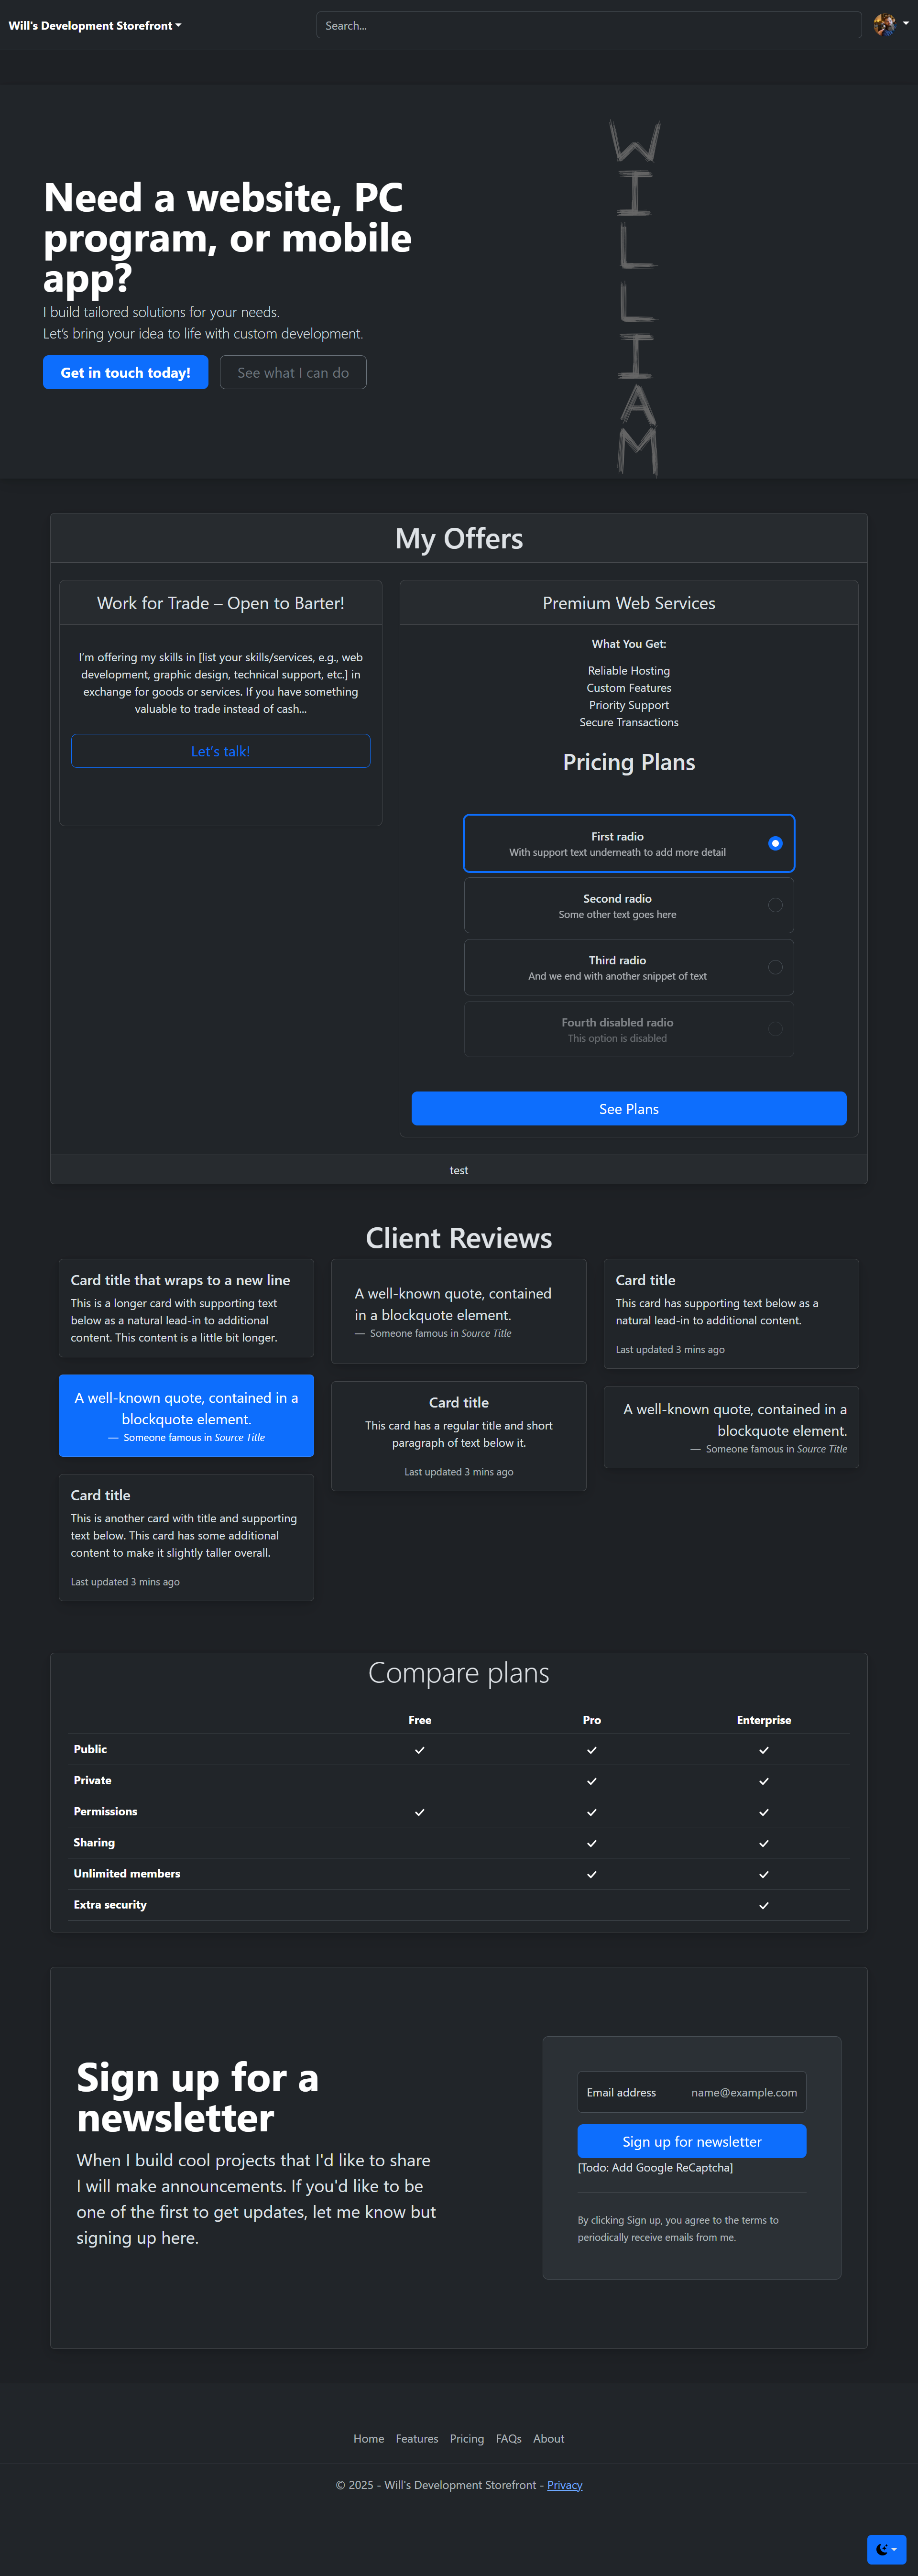 Will's Development Storefront
Search...
Need a website, PC
program, or mobile
app?
I build tailored solutions for your needs.
Let's bring your idea to life with custom development.
Get in touch today!
See what I can do
W
I
L
L
I
A
M
My Offers
Work for Trade – Open to Barter!
I'm offering my skills in [list your skills/services, e.g., web
development, graphic design, technical support, etc.] in
exchange for goods or services. If you have something
valuable to trade instead of cash...
Let's talk!
Premium Web Services
What You Get:
Reliable Hosting
Custom Features
Priority Support
Secure Transactions
Pricing Plans
First radio
With support text underneath to add more detail
Second radio
Some other text goes here
Third radio
And we end with another snippet of text
Fourth disabled radio
This option is disabled
See Plans
test
Client Reviews
Card title that wraps to a new line
This is a longer card with supporting text
below as a natural lead-in to additional
content. This content is a little bit longer.
A well-known quote, contained in a
blockquote element.
— Someone famous in Source Title
Card title
This is another card with title and supporting
text below. This card has some additional
content to make it slightly taller overall.
Last updated 3 mins ago
A well-known quote, contained
in a blockquote element.
— Someone famous in Source Title
Card title
This card has a regular title and short
paragraph of text below it.
Last updated 3 mins ago
Card title
This card has supporting text below as a
natural lead-in to additional content.
Last updated 3 mins ago
A well-known quote, contained in a
blockquote element.
— Someone famous in Source Title
Compare plans
Free Pro Enterprise
Public
Private
Permissions
Sharing
Unlimited members
Extra security
Sign up for a
newsletter
When I build cool projects that I'd like to share
I will make announcements. If you'd like to be
one of the first to get updates, let me know but
signing up here.
Email address name@example.com
Sign up for newsletter
[Todo: Add Google ReCaptcha]
By clicking Sign up, you agree to the terms to
periodically receive emails from me.
Home Features Pricing FAQs About
© 2025 - Will's Development Storefront - Privacy